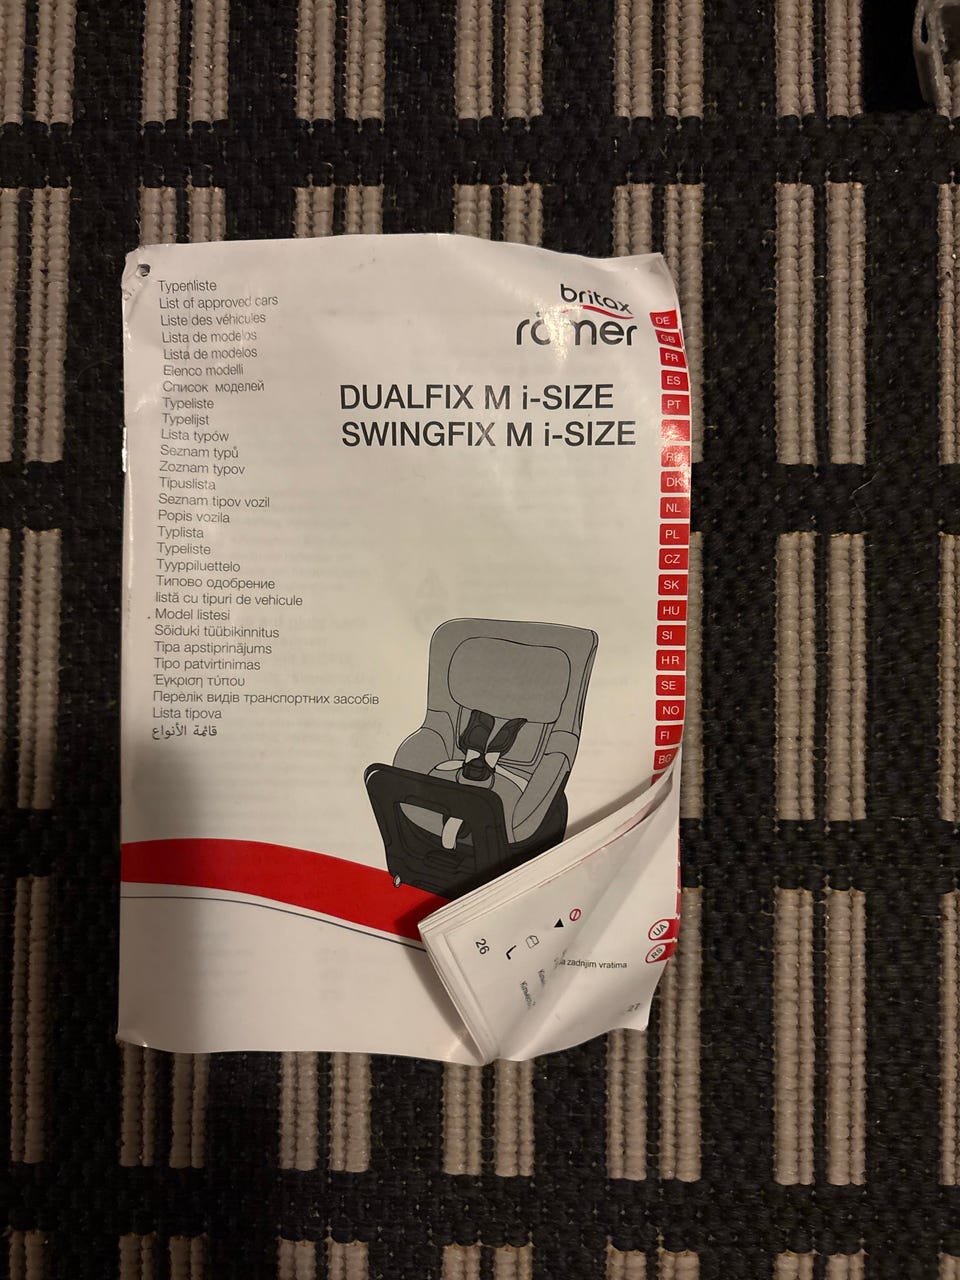 Typenliste
List of approved cars
Liste des véhicules
Lista de modelos
Lista de modelos
Elenco modelli
Список моделей
Typeliste
Typelijst
Lista typów
Seznam typů
Zoznam typov
Típuslista
Seznam tipov vozil
Popis vozila
Typlista
Typeliste
Tyyppiluettelo
Типово одобрение
listă cu tipuri de vehicule
Model listesi
Sõiduki tüübikinnitus
Tipa apstiprinājums
Tipo patvirtinimas
Έγκριση τύπου
Перелік видів транспортних засобів
Lista tipova
قائمة الأنواع
britax
römer
DUALFIX M i-SIZE
SWINGFIX M i-SIZE
DE
GB
FR
ES
PT
DK
NL
PL
CZ
SK
HU
SI
HR
SE
NO
FI
BG
UA
RS
26
L
zadnjim vratima
27